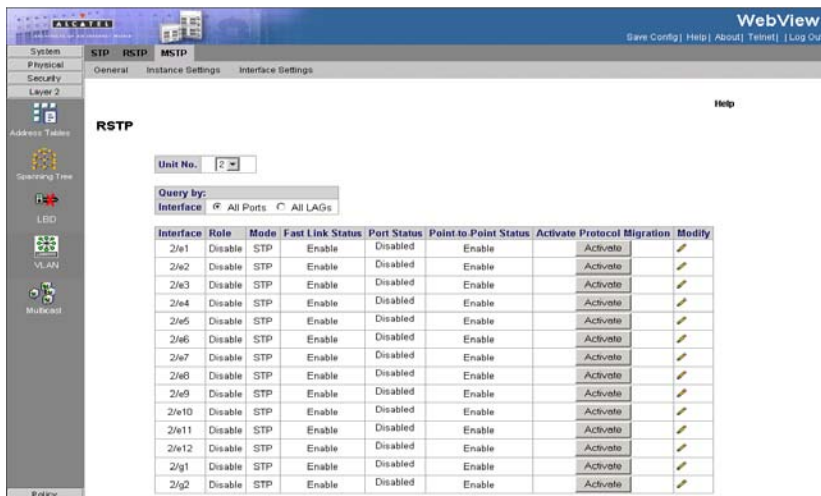 ALCATEL
WebView
Save Config| Help| About| Telnet| |Log Out
System
Physical
Security
Layer 2
Address Tables
Spanning Tree
LBD
VLAN
Multicast
Policy
STP RSTP MSTP
General Instance Settings Interface Settings
Help
RSTP
Unit No. 2
Query by:
Interface All Ports All LAGs
Interface Role Mode Fast Link Status Port Status Point-to-Point Status Activate Protocol Migration Modify
2/e1 Disable STP Enable Disabled Enable Activate
2/e2 Disable STP Enable Disabled Enable Activate
2/e3 Disable STP Enable Disabled Enable Activate
2/e4 Disable STP Enable Disabled Enable Activate
2/e5 Disable STP Enable Disabled Enable Activate
2/e6 Disable STP Enable Disabled Enable Activate
2/e7 Disable STP Enable Disabled Enable Activate
2/e8 Disable STP Enable Disabled Enable Activate
2/e9 Disable STP Enable Disabled Enable Activate
2/e10 Disable STP Enable Disabled Enable Activate
2/e11 Disable STP Enable Disabled Enable Activate
2/e12 Disable STP Enable Disabled Enable Activate
2/g1 Disable STP Enable Disabled Enable Activate
2/g2 Disable STP Enable Disabled Enable Activate